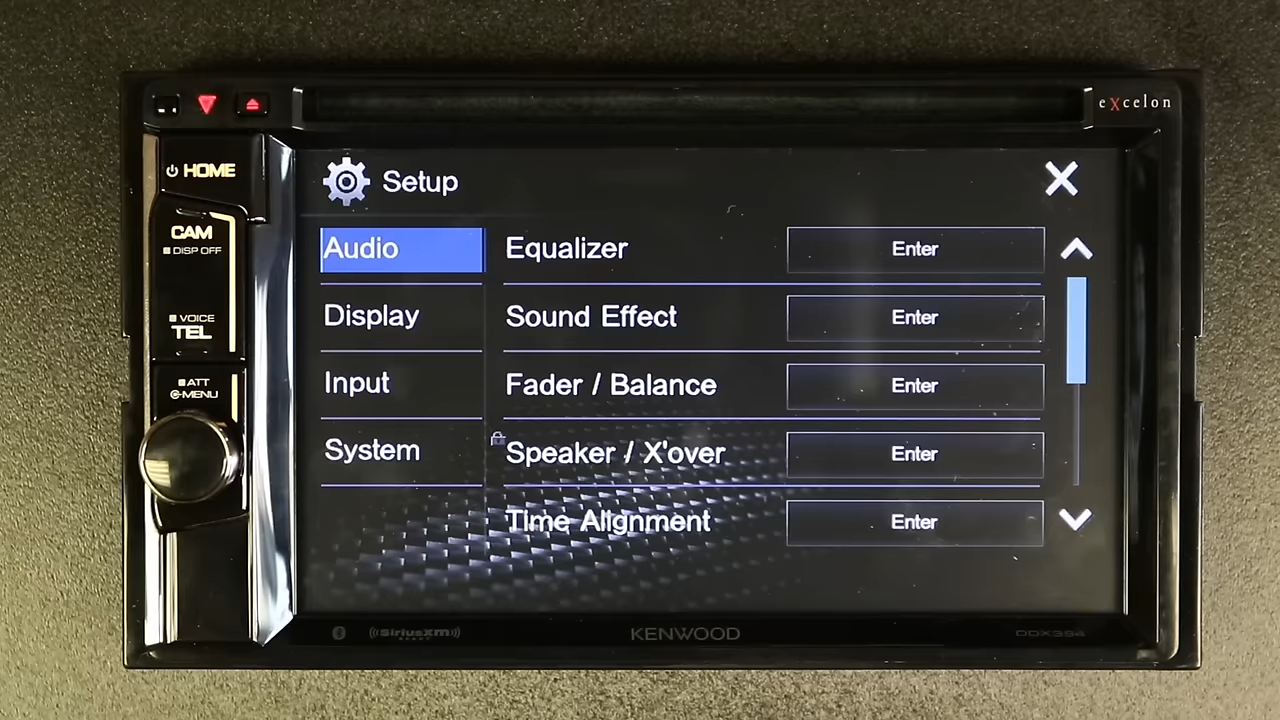 eXcelon
HOME
CAM
DISP OFF
VOICE
TEL
ATT
MENU
Setup
Audio
Display
Input
System
Equalizer Enter
Sound Effect Enter
Fader / Balance Enter
Speaker / X'over Enter
Time Alignment Enter
((SiriusXm))
KENWOOD
DDX394